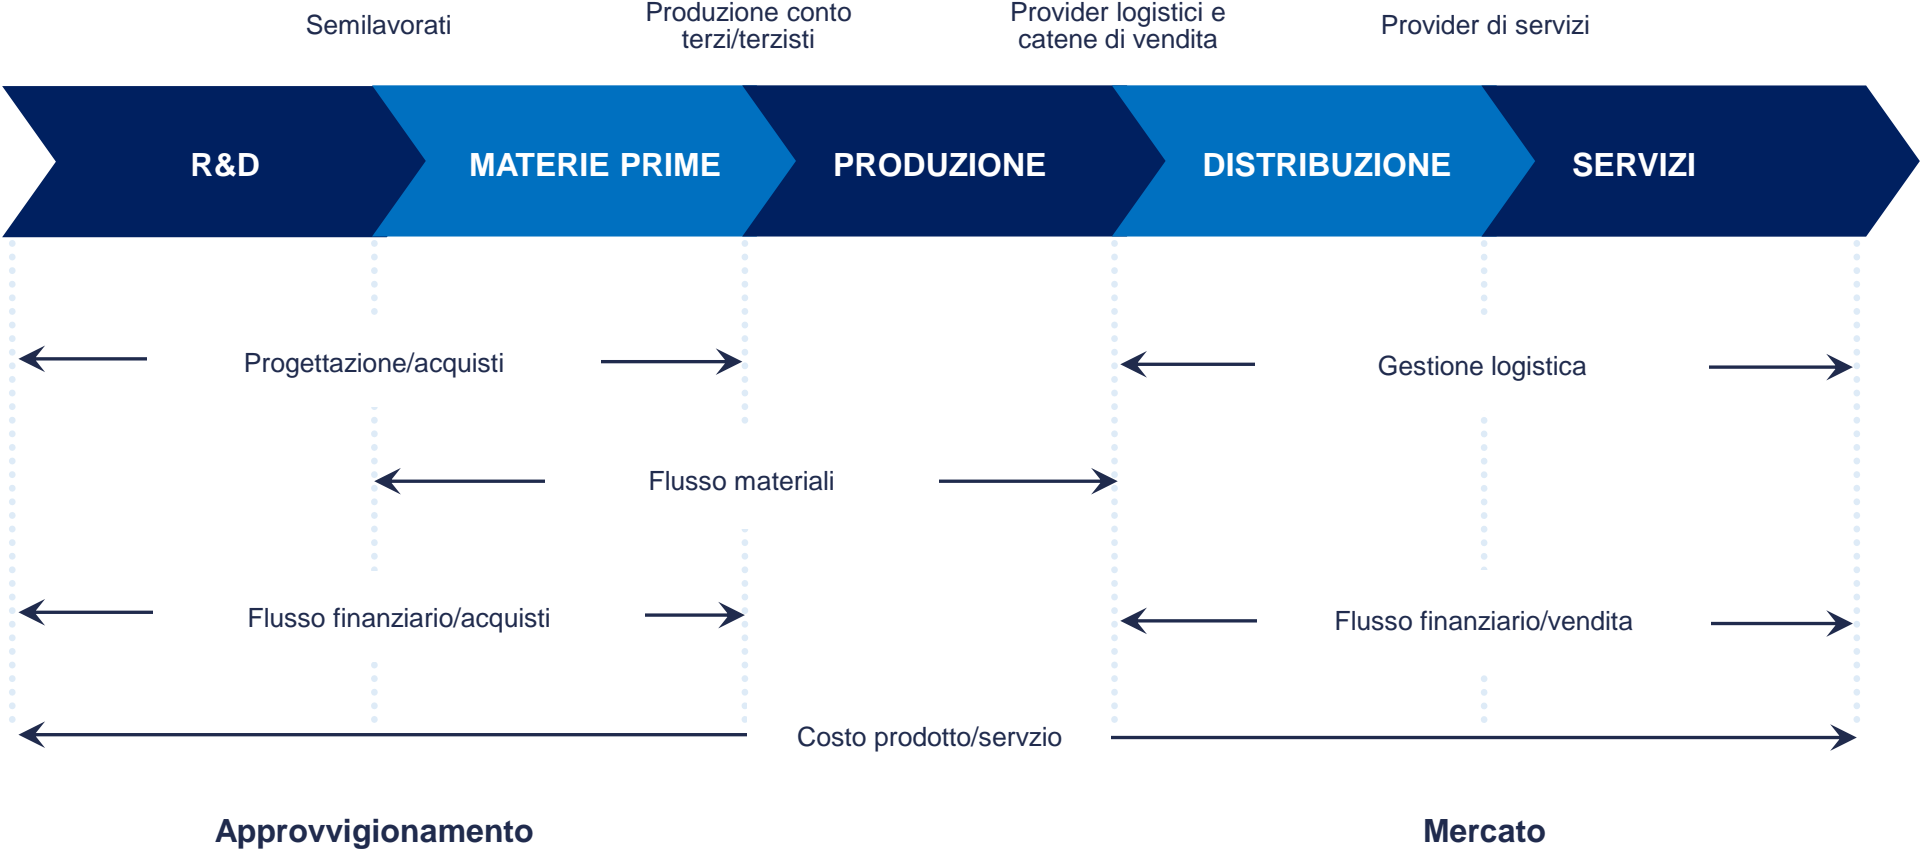 Semilavorati
Produzione conto
terzi/terzisti
Provider logistici e
catene di vendita
Provider di servizi
R&D
MATERIE PRIME
PRODUZIONE
DISTRIBUZIONE
SERVIZI
Progettazione/acquisti
Gestione logistica
Flusso materiali
Flusso finanziario/acquisti
Flusso finanziario/vendita
Costo prodotto/servzio
Approvvigionamento
Mercato